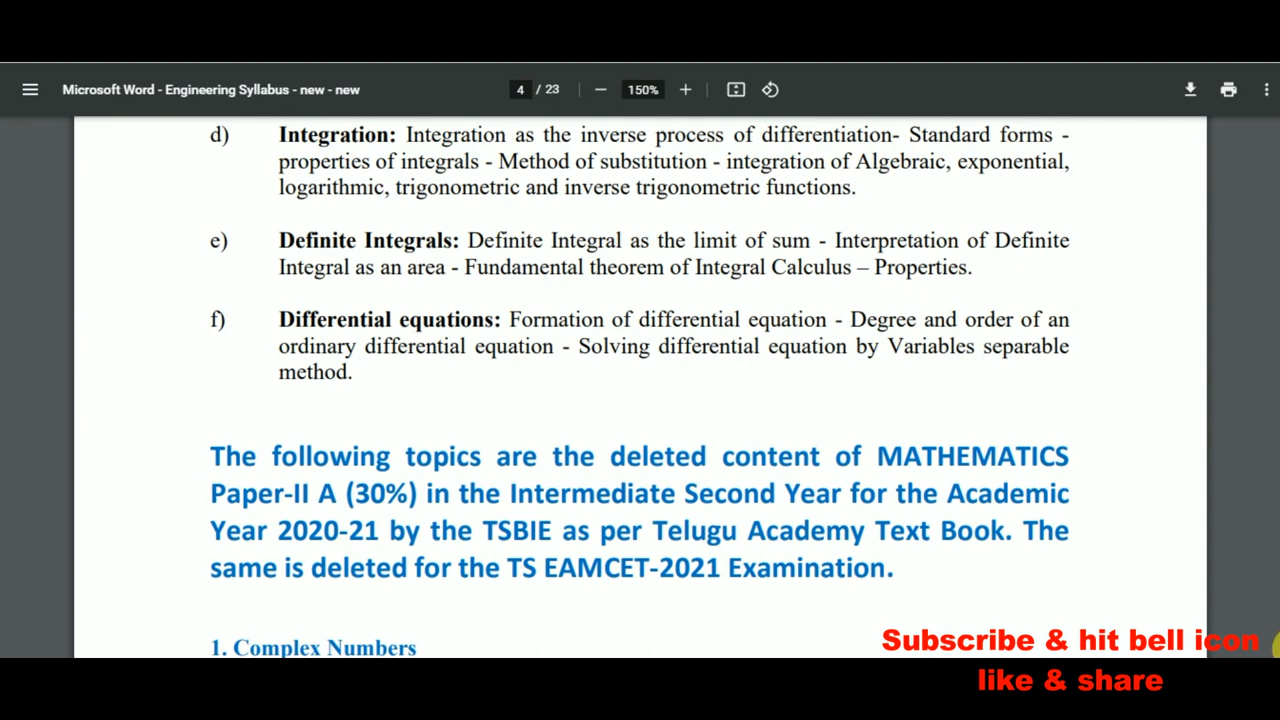 Microsoft Word - Engineering Syllabus - new - new
4 / 23
150%
d) Integration: Integration as the inverse process of differentiation- Standard forms -
properties of integrals - Method of substitution - integration of Algebraic, exponential,
logarithmic, trigonometric and inverse trigonometric functions.
e) Definite Integrals: Definite Integral as the limit of sum - Interpretation of Definite
Integral as an area - Fundamental theorem of Integral Calculus – Properties.
f) Differential equations: Formation of differential equation - Degree and order of an
ordinary differential equation - Solving differential equation by Variables separable
method.
The following topics are the deleted content of MATHEMATICS
Paper-II A (30%) in the Intermediate Second Year for the Academic
Year 2020-21 by the TSBIE as per Telugu Academy Text Book. The
same is deleted for the TS EAMCET-2021 Examination.
1. Complex Numbers
Subscribe & hit bell icon
like & share